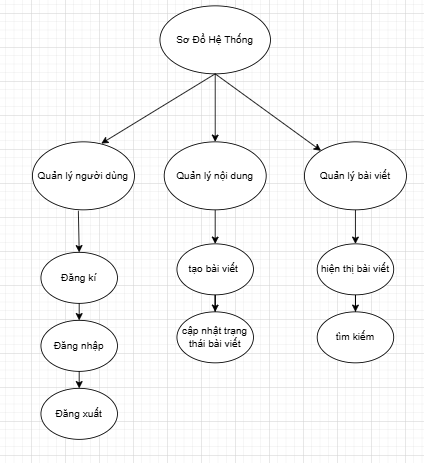 Sơ Đồ Hệ Thống
Quản lý người dùng
Quản lý nội dung
Quản lý bài viết
Đăng kí
tạo bài viết
hiện thị bài viết
Đăng nhập
cập nhật trạng
thái bài viết
tìm kiếm
Đăng xuất